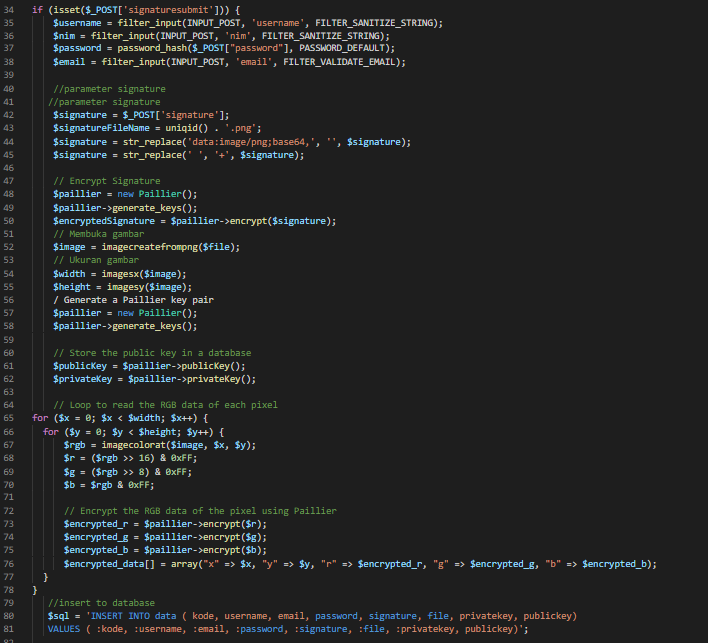 34 if (isset($_POST['signaturesubmit'])) {
35 $username = filter_input(INPUT_POST, 'username', FILTER_SANITIZE_STRING);
36 $nim = filter_input(INPUT_POST, 'nim', FILTER_SANITIZE_STRING);
37 $password = password_hash($_POST["password"], PASSWORD_DEFAULT);
38 $email = filter_input(INPUT_POST, 'email', FILTER_VALIDATE_EMAIL);
39
40 //parameter signature
41 //parameter signature
42 $signature = $_POST['signature'];
43 $signatureFileName = uniqid() . '.png';
44 $signature = str_replace('data:image/png;base64,', '', $signature);
45 $signature = str_replace(' ', '+', $signature);
46
47 // Encrypt Signature
48 $paillier = new Paillier();
49 $paillier->generate_keys();
50 $encryptedSignature = $paillier->encrypt($signature);
51 // Membuka gambar
52 $image = imagecreatefrompng($file);
53 // Ukuran gambar
54 $width = imagesx($image);
55 $height = imagesy($image);
56 / Generate a Paillier key pair
57 $paillier = new Paillier();
58 $paillier->generate_keys();
59
60 // Store the public key in a database
61 $publicKey = $paillier->publicKey();
62 $privateKey = $paillier->privateKey();
63
64 // Loop to read the RGB data of each pixel
65 for ($x = 0; $x < $width; $x++) {
66 for ($y = 0; $y < $height; $y++) {
67 $rgb = imagecolorat($image, $x, $y);
68 $r = ($rgb >> 16) & 0xFF;
69 $g = ($rgb >> 8) & 0xFF;
70 $b = $rgb & 0xFF;
71
72 // Encrypt the RGB data of the pixel using Paillier
73 $encrypted_r = $paillier->encrypt($r);
74 $encrypted_g = $paillier->encrypt($g);
75 $encrypted_b = $paillier->encrypt($b);
76 $encrypted_data[] = array("x" => $x, "y" => $y, "r" => $encrypted_r, "g" => $encrypted_g, "b" => $encrypted_b);
77 }
78 }
79 //insert to database
80 $sql = 'INSERT INTO data ( kode, username, email, password, signature, file, privatekey, publickey)
81 VALUES ( :kode, :username, :email, :password, :signature, :file, :privatekey, publickey)';